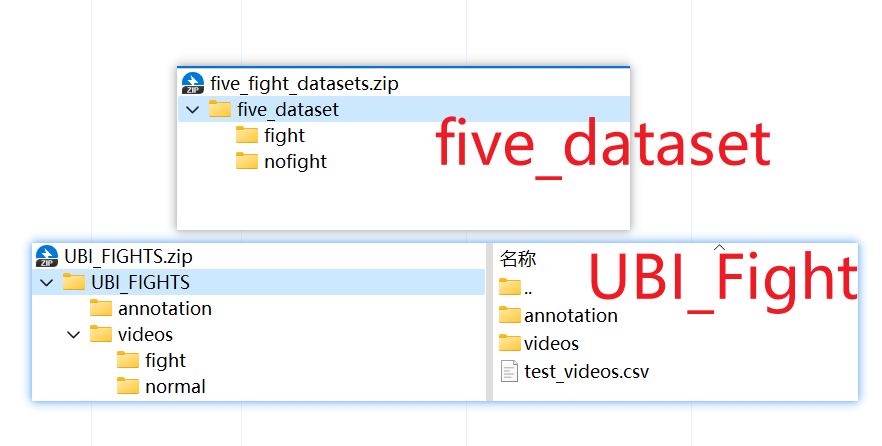 five_fight_datasets.zip
five_dataset
fight
nofight
five_dataset
UBI_FIGHTS.zip
UBI_FIGHTS
annotation
videos
fight
normal
名称
..
annotation
videos
test_videos.csv
UBI_Fight
ZIP
ZIP